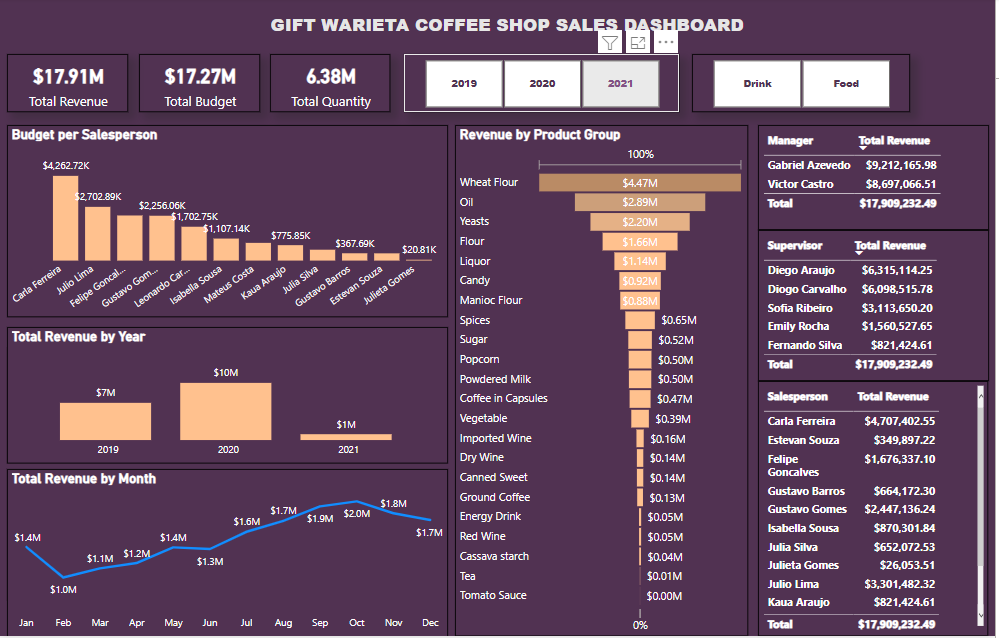 GIFT WARIETA COFFEE SHOP SALES DASHBOARD
$17.91M
Total Revenue
$17.27M
Total Budget
6.38M
Total Quantity
2019
2020
2021
Drink
Food
Budget per Salesperson
$4,262.72K
$2,702.89K
$2,256.06K
$1,702.75K
$1,107.14K
$775.85K
$367.69K
$20.81K
Carla Ferreira
Julio Lima
Felipe Goncal...
Gustavo Gom...
Leonardo Car...
Isabella Sousa
Mateus Costa
Kaua Araujo
Julia Silva
Gustavo Barros
Estevan Souza
Julieta Gomes
Total Revenue by Year
$7M
$10M
$1M
2019
2020
2021
Total Revenue by Month
$1.4M
$1.0M
$1.1M
$1.2M
$1.4M
$1.3M
$1.6M
$1.7M
$1.9M
$2.0M
$1.8M
$1.7M
Jan
Feb
Mar
Apr
May
Jun
Jul
Aug
Sep
Oct
Nov
Dec
Revenue by Product Group
100%
Wheat Flour $4.47M
Oil $2.89M
Yeasts $2.20M
Flour $1.66M
Liquor $1.14M
Candy $0.92M
Manioc Flour $0.88M
Spices $0.65M
Sugar $0.52M
Popcorn $0.50M
Powdered Milk $0.50M
Coffee in Capsules $0.47M
Vegetable $0.39M
Imported Wine $0.16M
Dry Wine $0.14M
Canned Sweet $0.14M
Ground Coffee $0.13M
Energy Drink $0.05M
Red Wine $0.05M
Cassava starch $0.04M
Tea $0.01M
Tomato Sauce $0.00M
0%
Manager Total Revenue
Gabriel Azevedo $9,212,165.98
Victor Castro $8,697,066.51
Total $17,909,232.49
Supervisor Total Revenue
Diego Araujo $6,315,114.25
Diogo Carvalho $6,098,515.78
Sofia Ribeiro $3,113,650.20
Emily Rocha $1,560,527.65
Fernando Silva $821,424.61
Total $17,909,232.49
Salesperson Total Revenue
Carla Ferreira $4,707,402.55
Estevan Souza $349,897.22
Felipe $1,676,337.10
Goncalves
Gustavo Barros $664,172.30
Gustavo Gomes $2,447,136.24
Isabella Sousa $870,301.84
Julia Silva $652,072.53
Julieta Gomes $26,053.51
Julio Lima $3,301,482.32
Kaua Araujo $821,424.61
Total $17,909,232.49